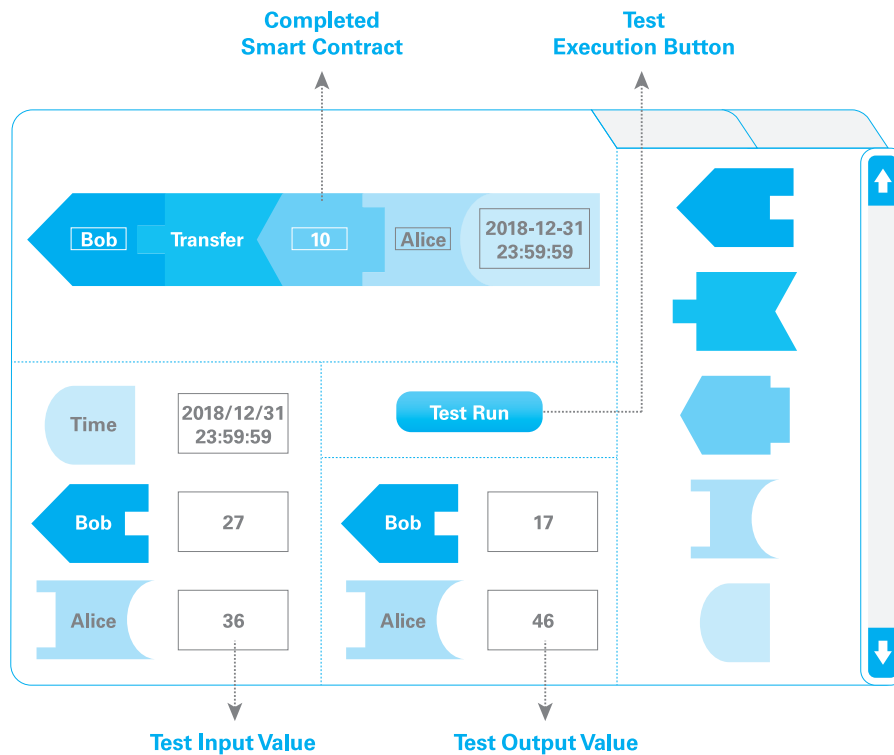 Completed
Smart Contract
Test
Execution Button
Bob
Transfer
10
Alice
2018-12-31
23:59:59
Time
2018/12/31
23:59:59
Test Run
Bob
27
Bob
17
Alice
36
Alice
46
Test Input Value
Test Output Value